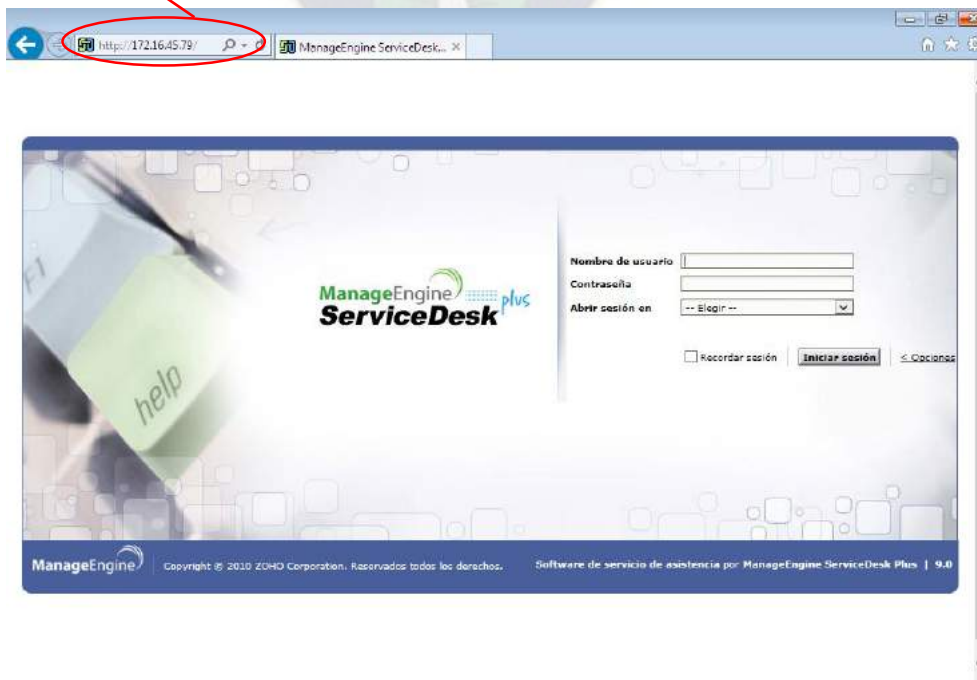 http://172.16.45.79/
ManageEngine ServiceDesk...
F1
help
ManageEngine
ServiceDesk plus
Nombre de usuario
Contraseña
Abrir sesión en -- Elegir --
Recordar sesión Iniciar sesión < Opciones
ManageEngine Copyright © 2010 ZOHO Corporation. Reservados todos los derechos. Software de servicio de asistencia por ManageEngine ServiceDesk Plus | 9.0